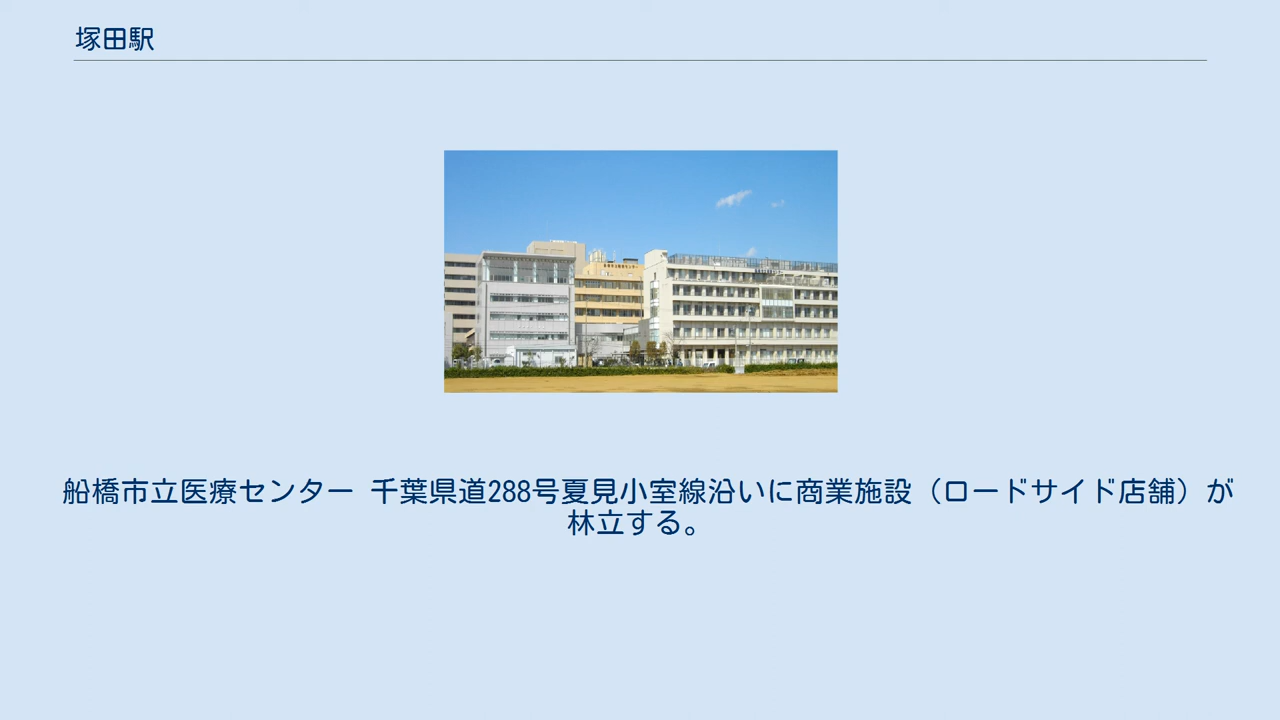 塚田駅
船橋市立医療センター 千葉県道288号夏見小室線沿いに商業施設（ロードサイド店舗）が
林立する。